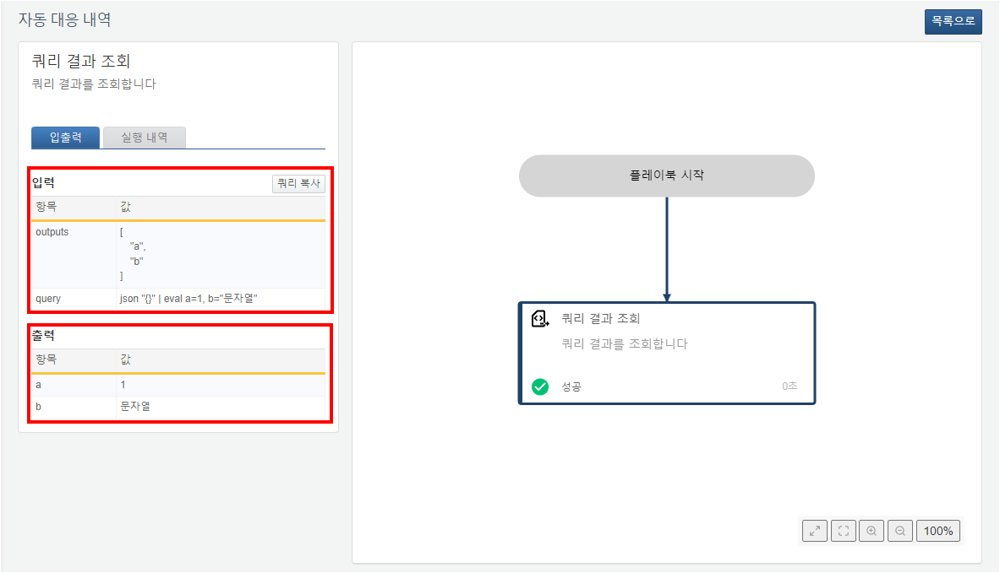 자동 대응 내역
목록으로
쿼리 결과 조회
쿼리 결과를 조회합니다
입출력
실행 내역
입력
쿼리 복사
항목 값
outputs [
"a",
"b"
]
query json "{}" | eval a=1, b="문자열"
출력
항목 값
a 1
b 문자열
플레이북 시작
쿼리 결과 조회
쿼리 결과를 조회합니다
성공
0초
100%